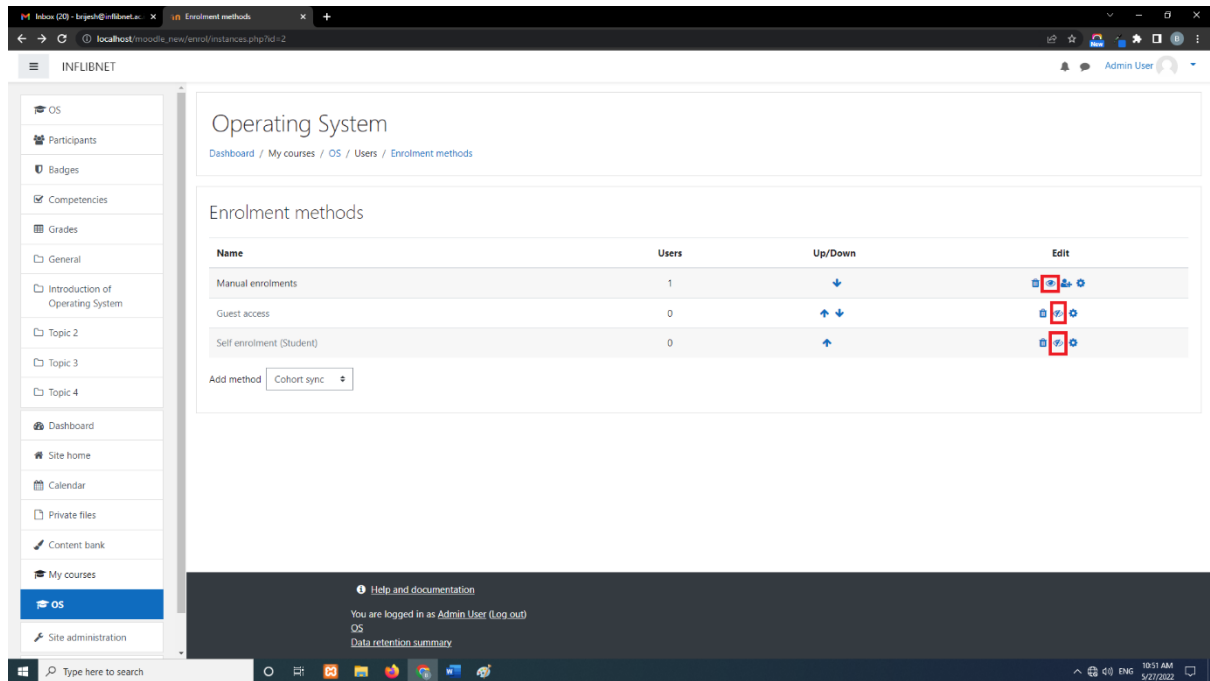 Inbox (20) - brijesh@inflibnet.ac. Enrolment methods
localhost/moodle_new/enrol/instances.php?id=2
New
B
INFLIBNET
Admin User
OS
Participants
Badges
Competencies
Grades
General
Introduction of
Operating System
Topic 2
Topic 3
Topic 4
Dashboard
Site home
Calendar
Private files
Content bank
My courses
OS
Site administration
Operating System
Dashboard / My courses / OS / Users / Enrolment methods
Enrolment methods
Name Users Up/Down Edit
Manual enrolments 1
Guest access 0
Self enrolment (Student) 0
Add method Cohort sync
Help and documentation
You are logged in as Admin User (Log out)
OS
Data retention summary
Type here to search
ENG
10:51 AM
5/27/2022